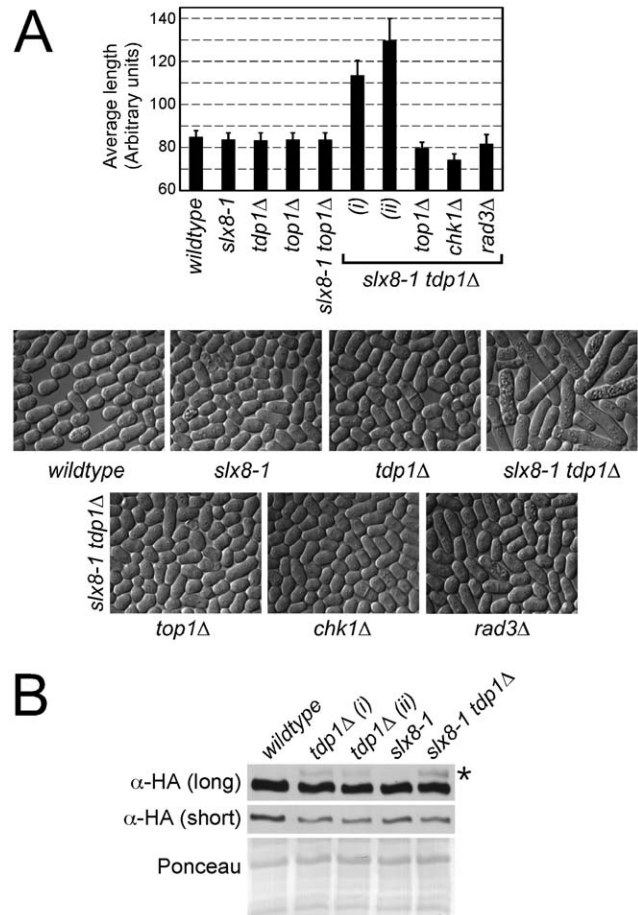 A
Average length
(Arbitrary units)
140
120
100
80
60
wildtype
slx8-1
tdp1Δ
top1Δ
slx8-1 top1Δ
(i)
(ii)
top1Δ
chk1Δ
rad3Δ
slx8-1 tdp1Δ
wildtype slx8-1 tdp1Δ slx8-1 tdp1Δ
slx8-1 tdp1Δ
top1Δ chk1Δ rad3Δ
B
wildtype
tdp1Δ (i)
tdp1Δ (ii)
slx8-1
slx8-1 tdp1Δ
α-HA (long) *
α-HA (short)
Ponceau